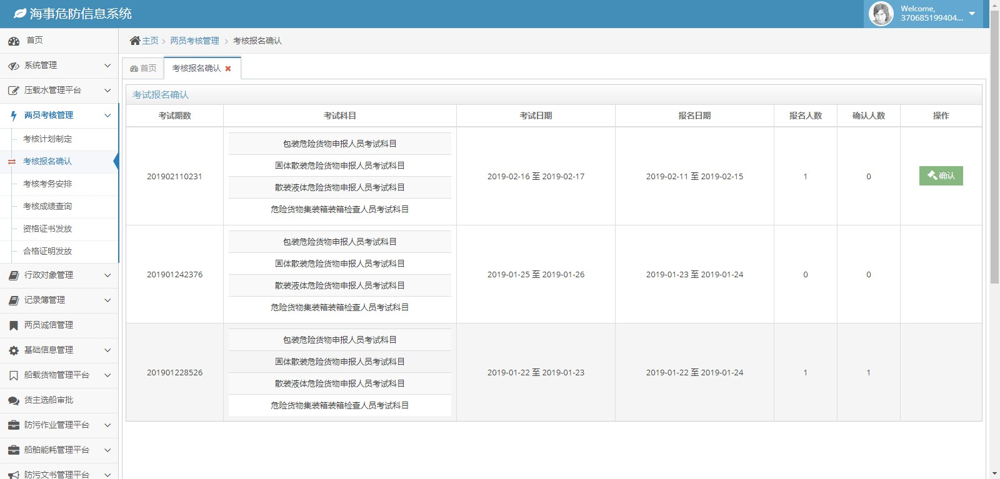 海事危防信息系统
Welcome,
370685199404...
首页
系统管理
压载水管理平台
两员考核管理
考核计划制定
考核报名确认
考核考务安排
考核成绩查询
资格证书发放
合格证明发放
行政对象管理
记录簿管理
两员诚信管理
基础信息管理
船载货物管理平台
货主选船审批
防污作业管理平台
船舶能耗管理平台
防污文书管理平台
主页 > 两员考核管理 > 考核报名确认
首页 考核报名确认
考试报名确认
考试期数 考试科目 考试日期 报名日期 报名人数 确认人数 操作
包装危险货物申报人员考试科目
固体散装危险货物申报人员考试科目
201902110231 2019-02-16 至 2019-02-17 2019-02-11 至 2019-02-15 1 0 确认
散装液体危险货物申报人员考试科目
危险货物集装箱装箱检查人员考试科目
包装危险货物申报人员考试科目
固体散装危险货物申报人员考试科目
201901242376 2019-01-25 至 2019-01-26 2019-01-23 至 2019-01-24 0 0
散装液体危险货物申报人员考试科目
危险货物集装箱装箱检查人员考试科目
包装危险货物申报人员考试科目
固体散装危险货物申报人员考试科目
201901228526 2019-01-22 至 2019-01-23 2019-01-22 至 2019-01-24 1 1
散装液体危险货物申报人员考试科目
危险货物集装箱装箱检查人员考试科目